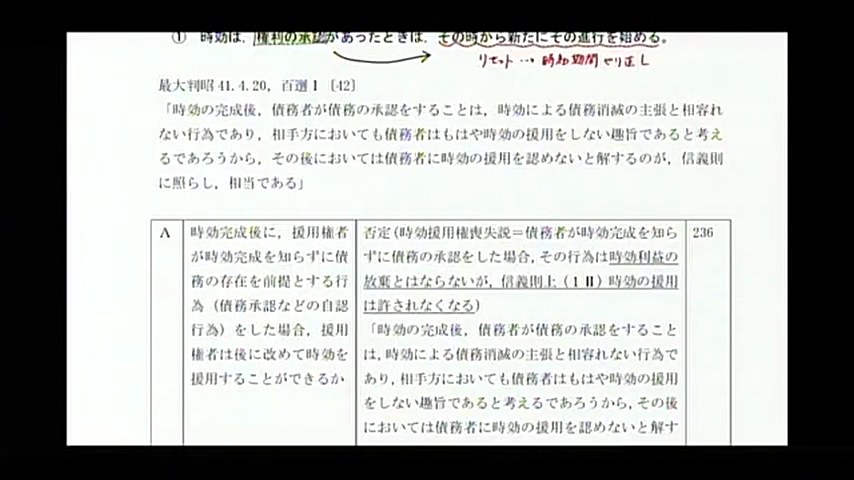 ① 時効は，権利の承認があったときは，その時から新たにその進行を始める。
リセット … 時効期間やり直し
最大判昭 41.4.20，百選Ⅰ［42］
「時効の完成後，債務者が債務の承認をすることは，時効による債務消滅の主張と相容れ
ない行為であり，相手方においても債務者はもはや時効の援用をしない趣旨であると考え
るであろうから，その後においては債務者に時効の援用を認めないと解するのが，信義則
に照らし，相当である」
A
時効完成後に，援用権者
が時効完成を知らずに債
務の存在を前提とする行
為（債務承認などの自認
行為）をした場合，援用
権者は後に改めて時効を
援用することができるか
否定（時効援用権喪失説＝債務者が時効完成を知ら
ずに債務の承認をした場合，その行為は時効利益の
放棄とはならないが，信義則上（1Ⅱ）時効の援用
は許されなくなる）
「時効の完成後，債務者が債務の承認をすること
は，時効による債務消滅の主張と相容れない行為で
あり，相手方においても債務者はもはや時効の援用
をしない趣旨であると考えるであろうから，その後
においては債務者に時効の援用を認めないと解す
236